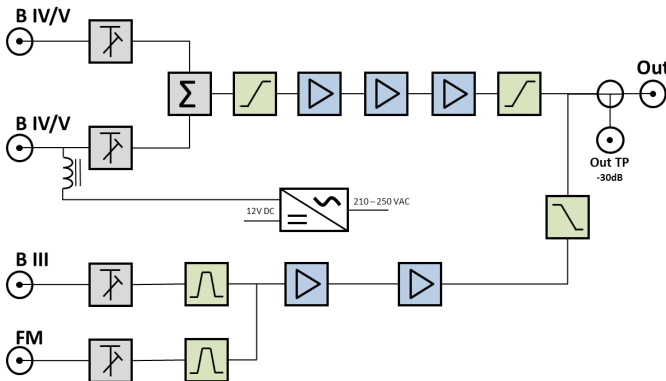 B IV/V
Σ
Out
B IV/V
Out TP
-30dB
12V DC
210 – 250 VAC
B III
FM